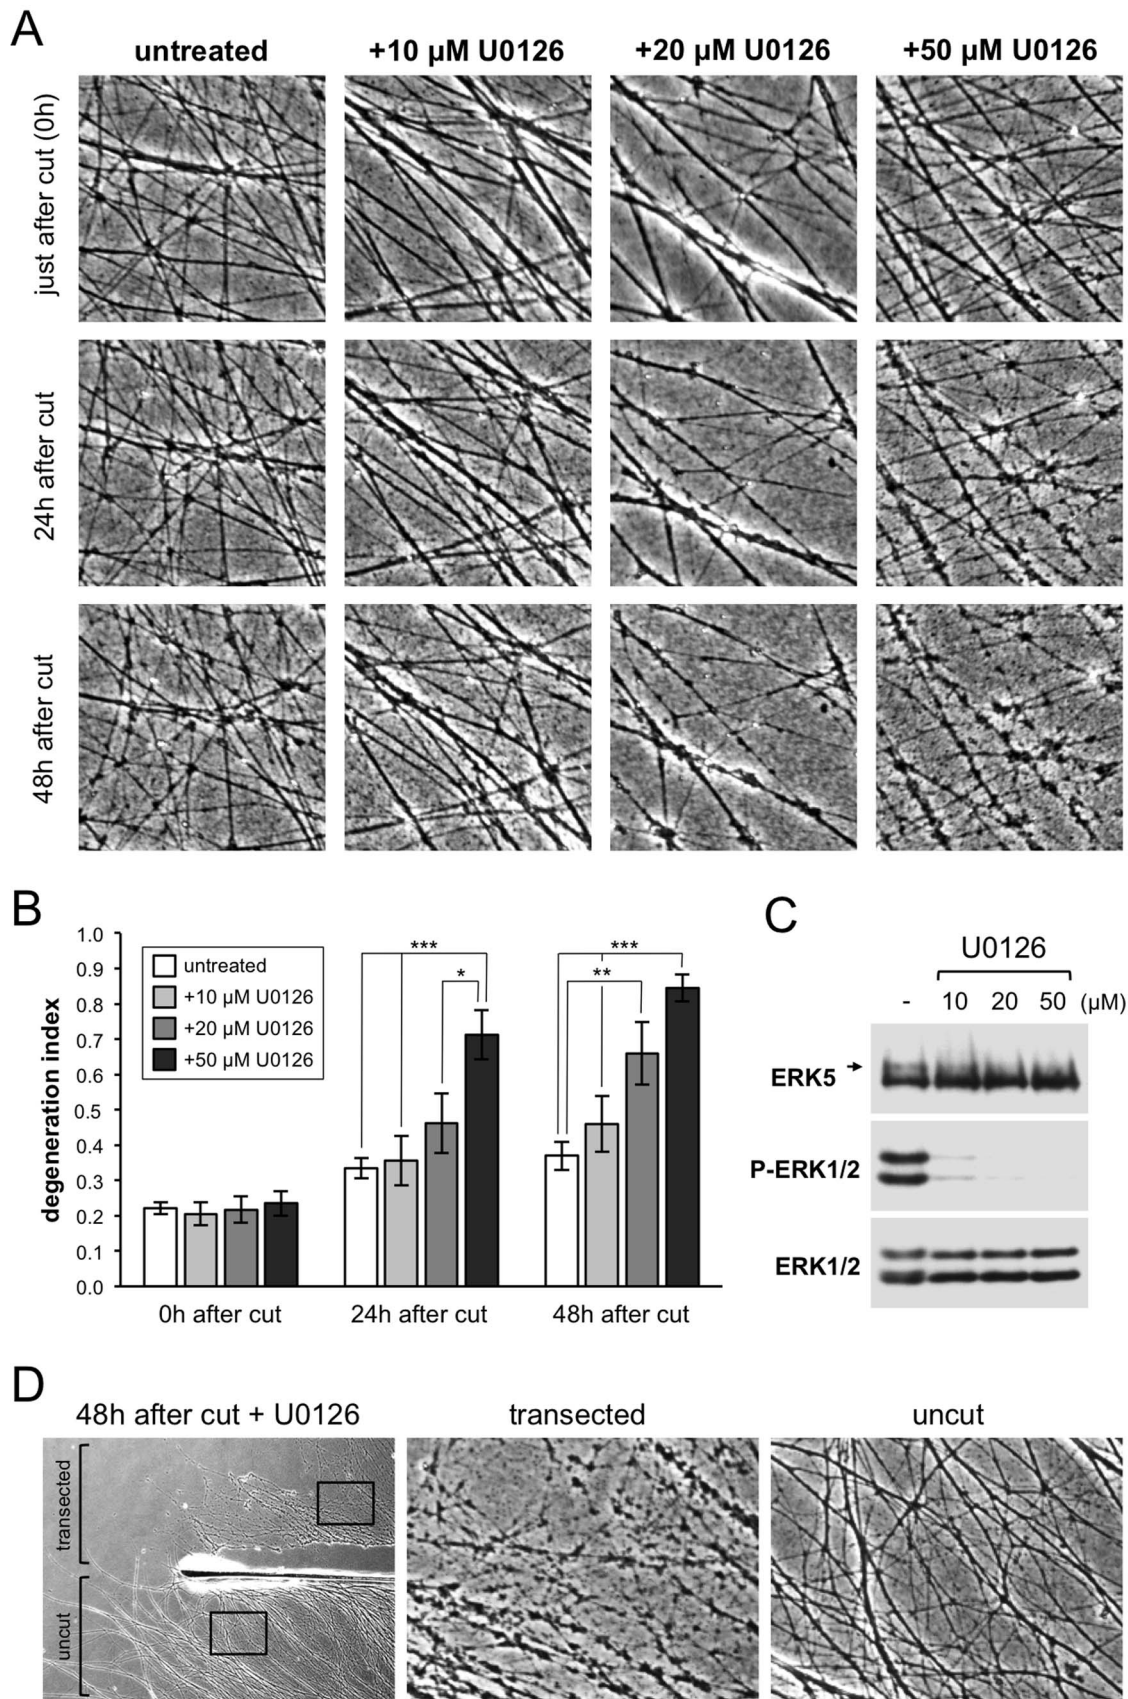 A
untreated
+10 µM U0126
+20 µM U0126
+50 µM U0126
just after cut (0h)
24h after cut
48h after cut
B
degeneration index
1.0
0.9
0.8
0.7
0.6
0.5
0.4
0.3
0.2
0.1
0.0
untreated
+10 µM U0126
+20 µM U0126
+50 µM U0126
***
*
***
**
0h after cut
24h after cut
48h after cut
C
U0126
- 10 20 50 (µM)
ERK5
P-ERK1/2
ERK1/2
D
48h after cut + U0126
transected
uncut
transected
uncut